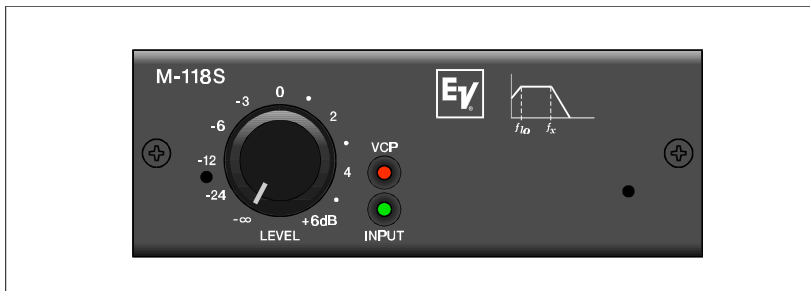 M-118S
EV®
0
-3
2
-6
-12
4
-24
-∞
+6dB
LEVEL
VCP
INPUT
flo
fx